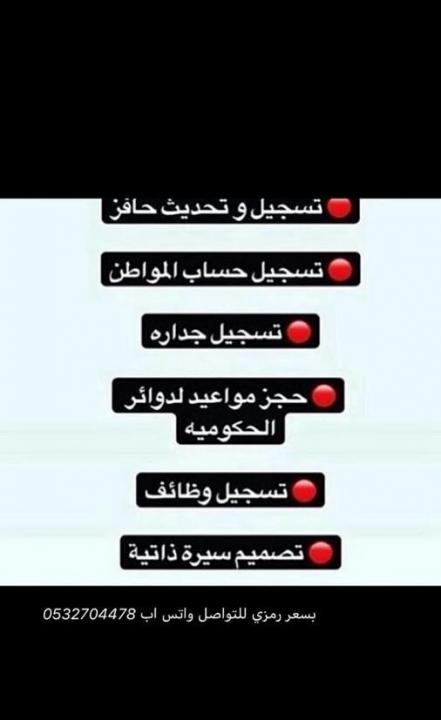 🔴 تسجيل و تحديث حافز
🔴 تسجيل حساب المواطن
🔴 تسجيل جداره
🔴 حجز مواعيد لدوائر
الحكوميه
🔴 تسجيل وظائف
🔴 تصميم سيرة ذاتية
بسعر رمزي للتواصل واتس اب 0532704478